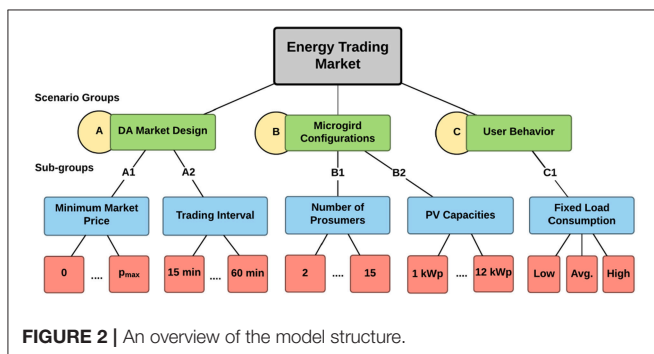 Energy Trading
Market
Scenario Groups
A
DA Market Design
B
Microgird
Configurations
C
User Behavior
Sub-groups
A1
A2
B1
B2
C1
Minimum Market
Price
Trading Interval
Number of
Prosumers
PV Capacities
Fixed Load
Consumption
0
....
pmax
15 min
....
60 min
2
....
15
1 kWp
....
12 kWp
Low
Avg.
High
FIGURE 2 | An overview of the model structure.